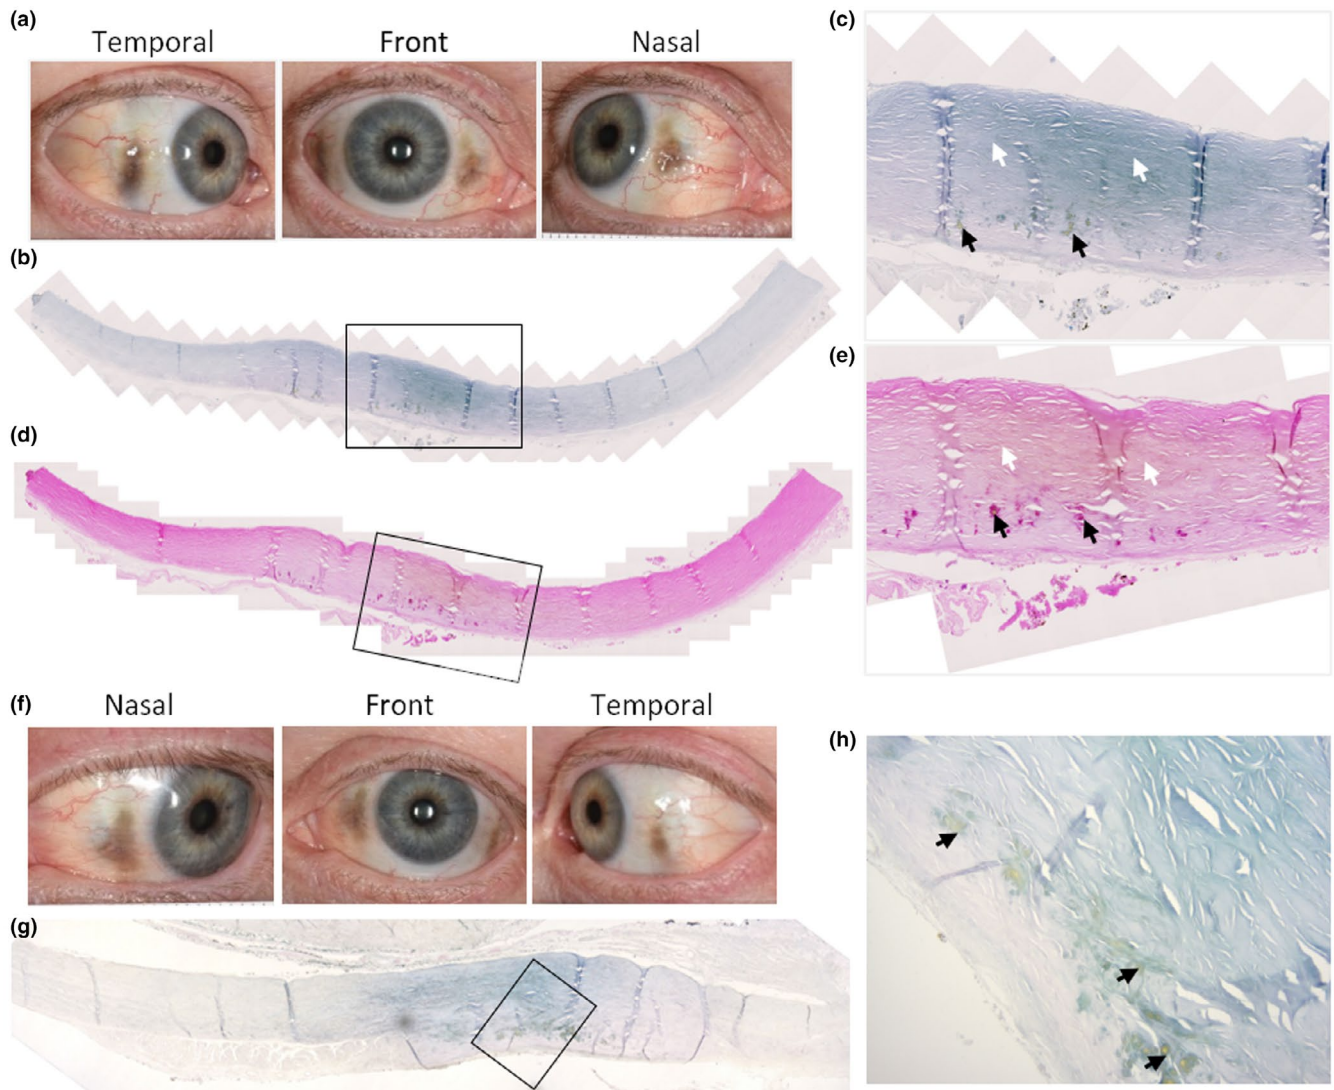 (a)
Temporal Front Nasal
(b)
(c)
(d)
(e)
(f)
Nasal Front Temporal
(g)
(h)